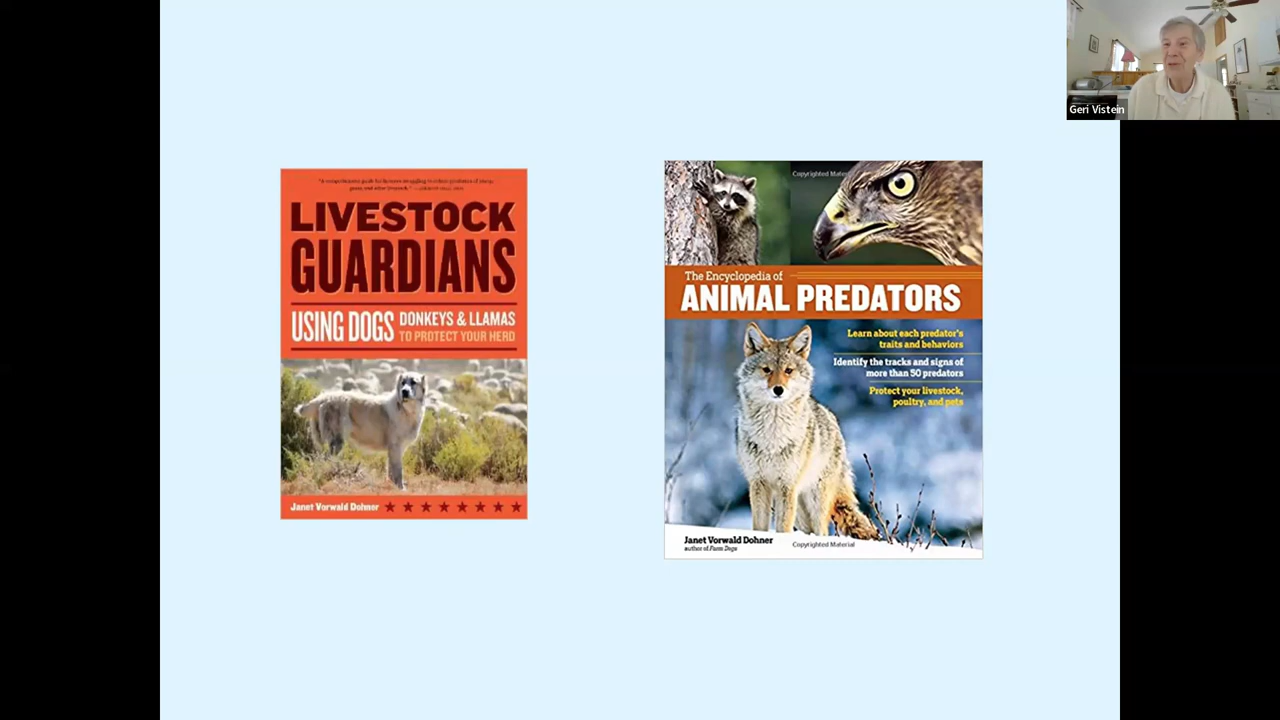 LIVESTOCK
GUARDIANS
USING DOGS
DONKEYS & LLAMAS
TO PROTECT YOUR HERD
Janet Vorwald Dohner
Copyrighted Mater
The Encyclopedia of
ANIMAL PREDATORS
Learn about each predator's
traits and behaviors
Identify the tracks and signs of
more than 50 predators
Protect your livestock,
poultry, and pets
Janet Vorwald Dohner
author of Farm Dogs
Copyrighted Material
Geri Vistein